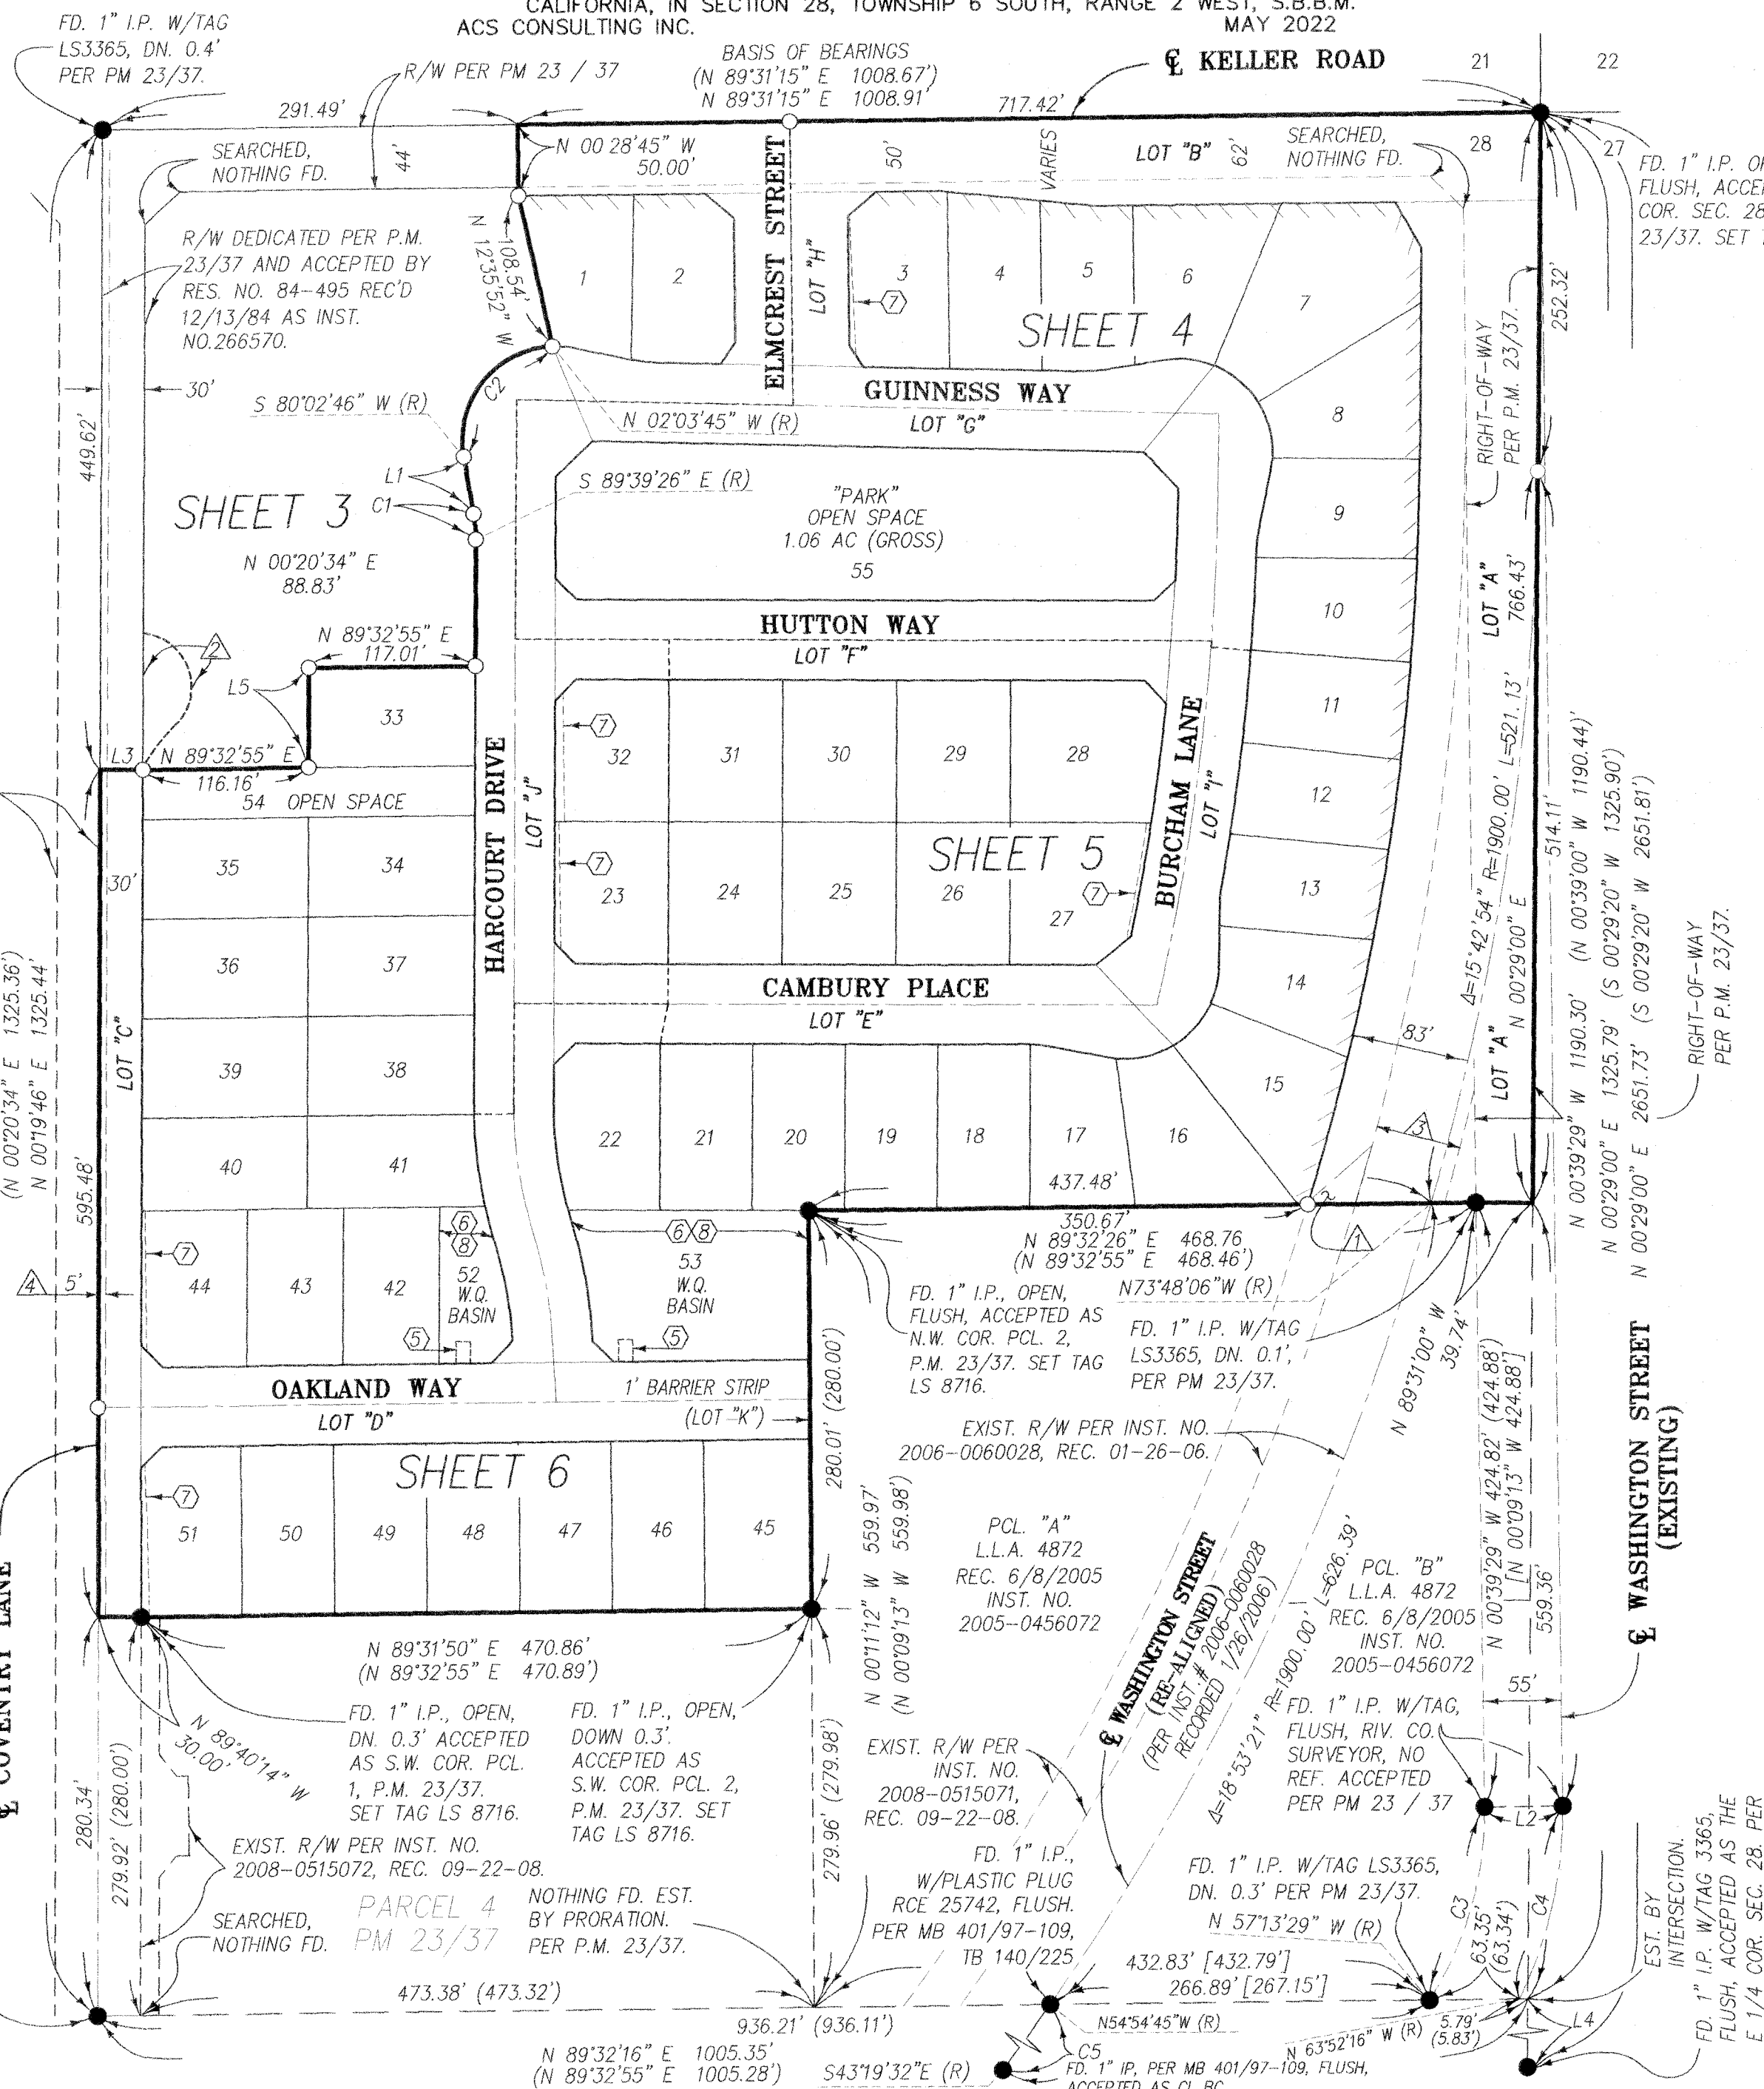 CALIFORNIA, IN SECTION 28, TOWNSHIP 6 SOUTH, RANGE 2 WEST, S.B.B.M.
ACS CONSULTING INC.
MAY 2022
FD. 1" I.P. W/TAG
LS3365, DN. 0.4'
PER PM 23/37.
R/W PER PM 23 / 37
BASIS OF BEARINGS
(N 89°31'15" E 1008.67')
N 89°31'15" E 1008.91'
℄ KELLER ROAD
21
22
291.49'
717.42'
SEARCHED,
NOTHING FD.
44'
N 00°28'45" W
50.00'
ELMCREST STREET
50'
VARIES
LOT "B"
62'
SEARCHED,
NOTHING FD.
28
27
FLUSH,
COR. SEC. 28
23/37. SET
R/W DEDICATED PER P.M.
23/37 AND ACCEPTED BY
RES. NO. 84-495 REC'D
12/13/84 AS INST.
NO.266570.
N 12°35'52" W
108.54'
1
2
LOT "H"
3
4
5
6
7
7
SHEET 4
252.32'
RIGHT-OF-WAY
PER P.M. 23/37.
30'
449.62'
C2
S 80°02'46" W (R)
N 02°03'45" W (R)
GUINNESS WAY
LOT "G"
8
L1
C1
SHEET 3
S 89°39'26" E (R)
"PARK"
OPEN SPACE
1.06 AC (GROSS)
55
9
N 00°20'34" E
88.83'
10
LOT "A"
766.43'
2
N 89°32'55" E
117.01'
HUTTON WAY
LOT "F"
L5
33
11
7
32
31
30
29
28
BURCHAM LANE
LOT "I"
L3
N 89°32'55" E
116.16'
54 OPEN SPACE
HARCOURT DRIVE
LOT "J"
12
30'
35
34
SHEET 5
7
23
24
25
26
27
7
13
Δ=15°42'54" R=1900.00' L=521.13'
N 00°29'00" E
514.11'
N 00°39'29" W 1190.30' (N 00°39'00" W 1190.44')
N 00°29'00" E 1325.79' (S 00°29'20" W 1325.90')
N 00°29'00" E 2651.73' (S 00°29'20" W 2651.81')
RIGHT-OF-WAY
PER P.M. 23/37.
(N 00°20'34" E 1325.36')
N 00°19'46" E 1325.44'
36
37
LOT "C"
CAMBURY PLACE
LOT "E"
14
83'
LOT "A"
39
38
15
3
595.48'
40
41
22
21
20
19
18
17
16
437.48'
2
350.67'
N 89°32'26" E 468.76
(N 89°32'55" E 468.46')
1
7
6
8
6
8
4
5'
44
43
42
52
W.Q.
BASIN
53
W.Q.
BASIN
5
5
FD. 1" I.P., OPEN,
FLUSH, ACCEPTED AS
N.W. COR. PCL. 2,
P.M. 23/37. SET TAG
LS 8716.
N73°48'06"W (R)
FD. 1" I.P. W/TAG
LS3365, DN. 0.1',
PER PM 23/37.
N 89°31'00" W
39.74'
OAKLAND WAY
LOT "D"
1' BARRIER STRIP
(LOT "K")
280.01' (280.00')
EXIST. R/W PER INST. NO.
2006-0060028, REC. 01-26-06.
N 00°39'29" W 424.82' (424.88')
[N 00°09'13" W 424.88']
℄ WASHINGTON STREET
(EXISTING)
SHEET 6
7
51
50
49
48
47
46
45
N 00°11'12" W 559.97'
(N 00°09'13" W 559.98')
PCL. "A"
L.L.A. 4872
REC. 6/8/2005
INST. NO.
2005-0456072
℄ WASHINGTON STREET
(RE-ALIGNED)
(PER INST.# 2006-0060028
RECORDED 1/26/2006)
Δ=18°53'21" R=1900.00' L=626.39'
PCL. "B"
L.L.A. 4872
REC. 6/8/2005
INST. NO.
2005-0456072
559.36'
℄ COVENTRY LANE
N 89°31'50" E 470.86'
(N 89°32'55" E 470.89')
55'
N 89°40'14" W
30.00'
FD. 1" I.P., OPEN,
DN. 0.3' ACCEPTED
AS S.W. COR. PCL.
1, P.M. 23/37.
SET TAG LS 8716.
FD. 1" I.P., OPEN,
DOWN 0.3'.
ACCEPTED AS
S.W. COR. PCL. 2,
P.M. 23/37. SET
TAG LS 8716.
279.96' (279.98')
EXIST. R/W PER
INST. NO.
2008-0515071,
REC. 09-22-08.
FD. 1" I.P. W/TAG,
FLUSH, RIV. CO.
SURVEYOR, NO
REF. ACCEPTED
PER PM 23 / 37
L2
280.34'
279.92' (280.00')
EXIST. R/W PER INST. NO.
2008-0515072, REC. 09-22-08.
SEARCHED,
NOTHING FD.
PARCEL 4
PM 23/37
NOTHING FD. EST.
BY PRORATION.
PER P.M. 23/37.
FD. 1" I.P.,
W/PLASTIC PLUG
RCE 25742, FLUSH.
PER MB 401/97-109,
TB 140/225
FD. 1" I.P. W/TAG LS3365,
DN. 0.3' PER PM 23/37.
N 57°13'29" W (R)
C3
63.35'
(63.34')
C4
EST. BY
INTERSECTION.
FD. 1" I.P. W/TAG 3365,
FLUSH, ACCEPTED AS THE
E 1/4 COR. SEC. 28. PER
432.83' [432.79']
266.89' [267.15']
473.38' (473.32')
936.21' (936.11')
N54°54'45"W (R)
N 63°52'16" W (R)
5.79'
(5.83')
L4
N 89°32'16" E 1005.35'
(N 89°32'55" E 1005.28')
S43°19'32"E (R)
C5
FD. 1" IP, PER MB 401/97-109, FLUSH,
ACCEPTED AS CL BC